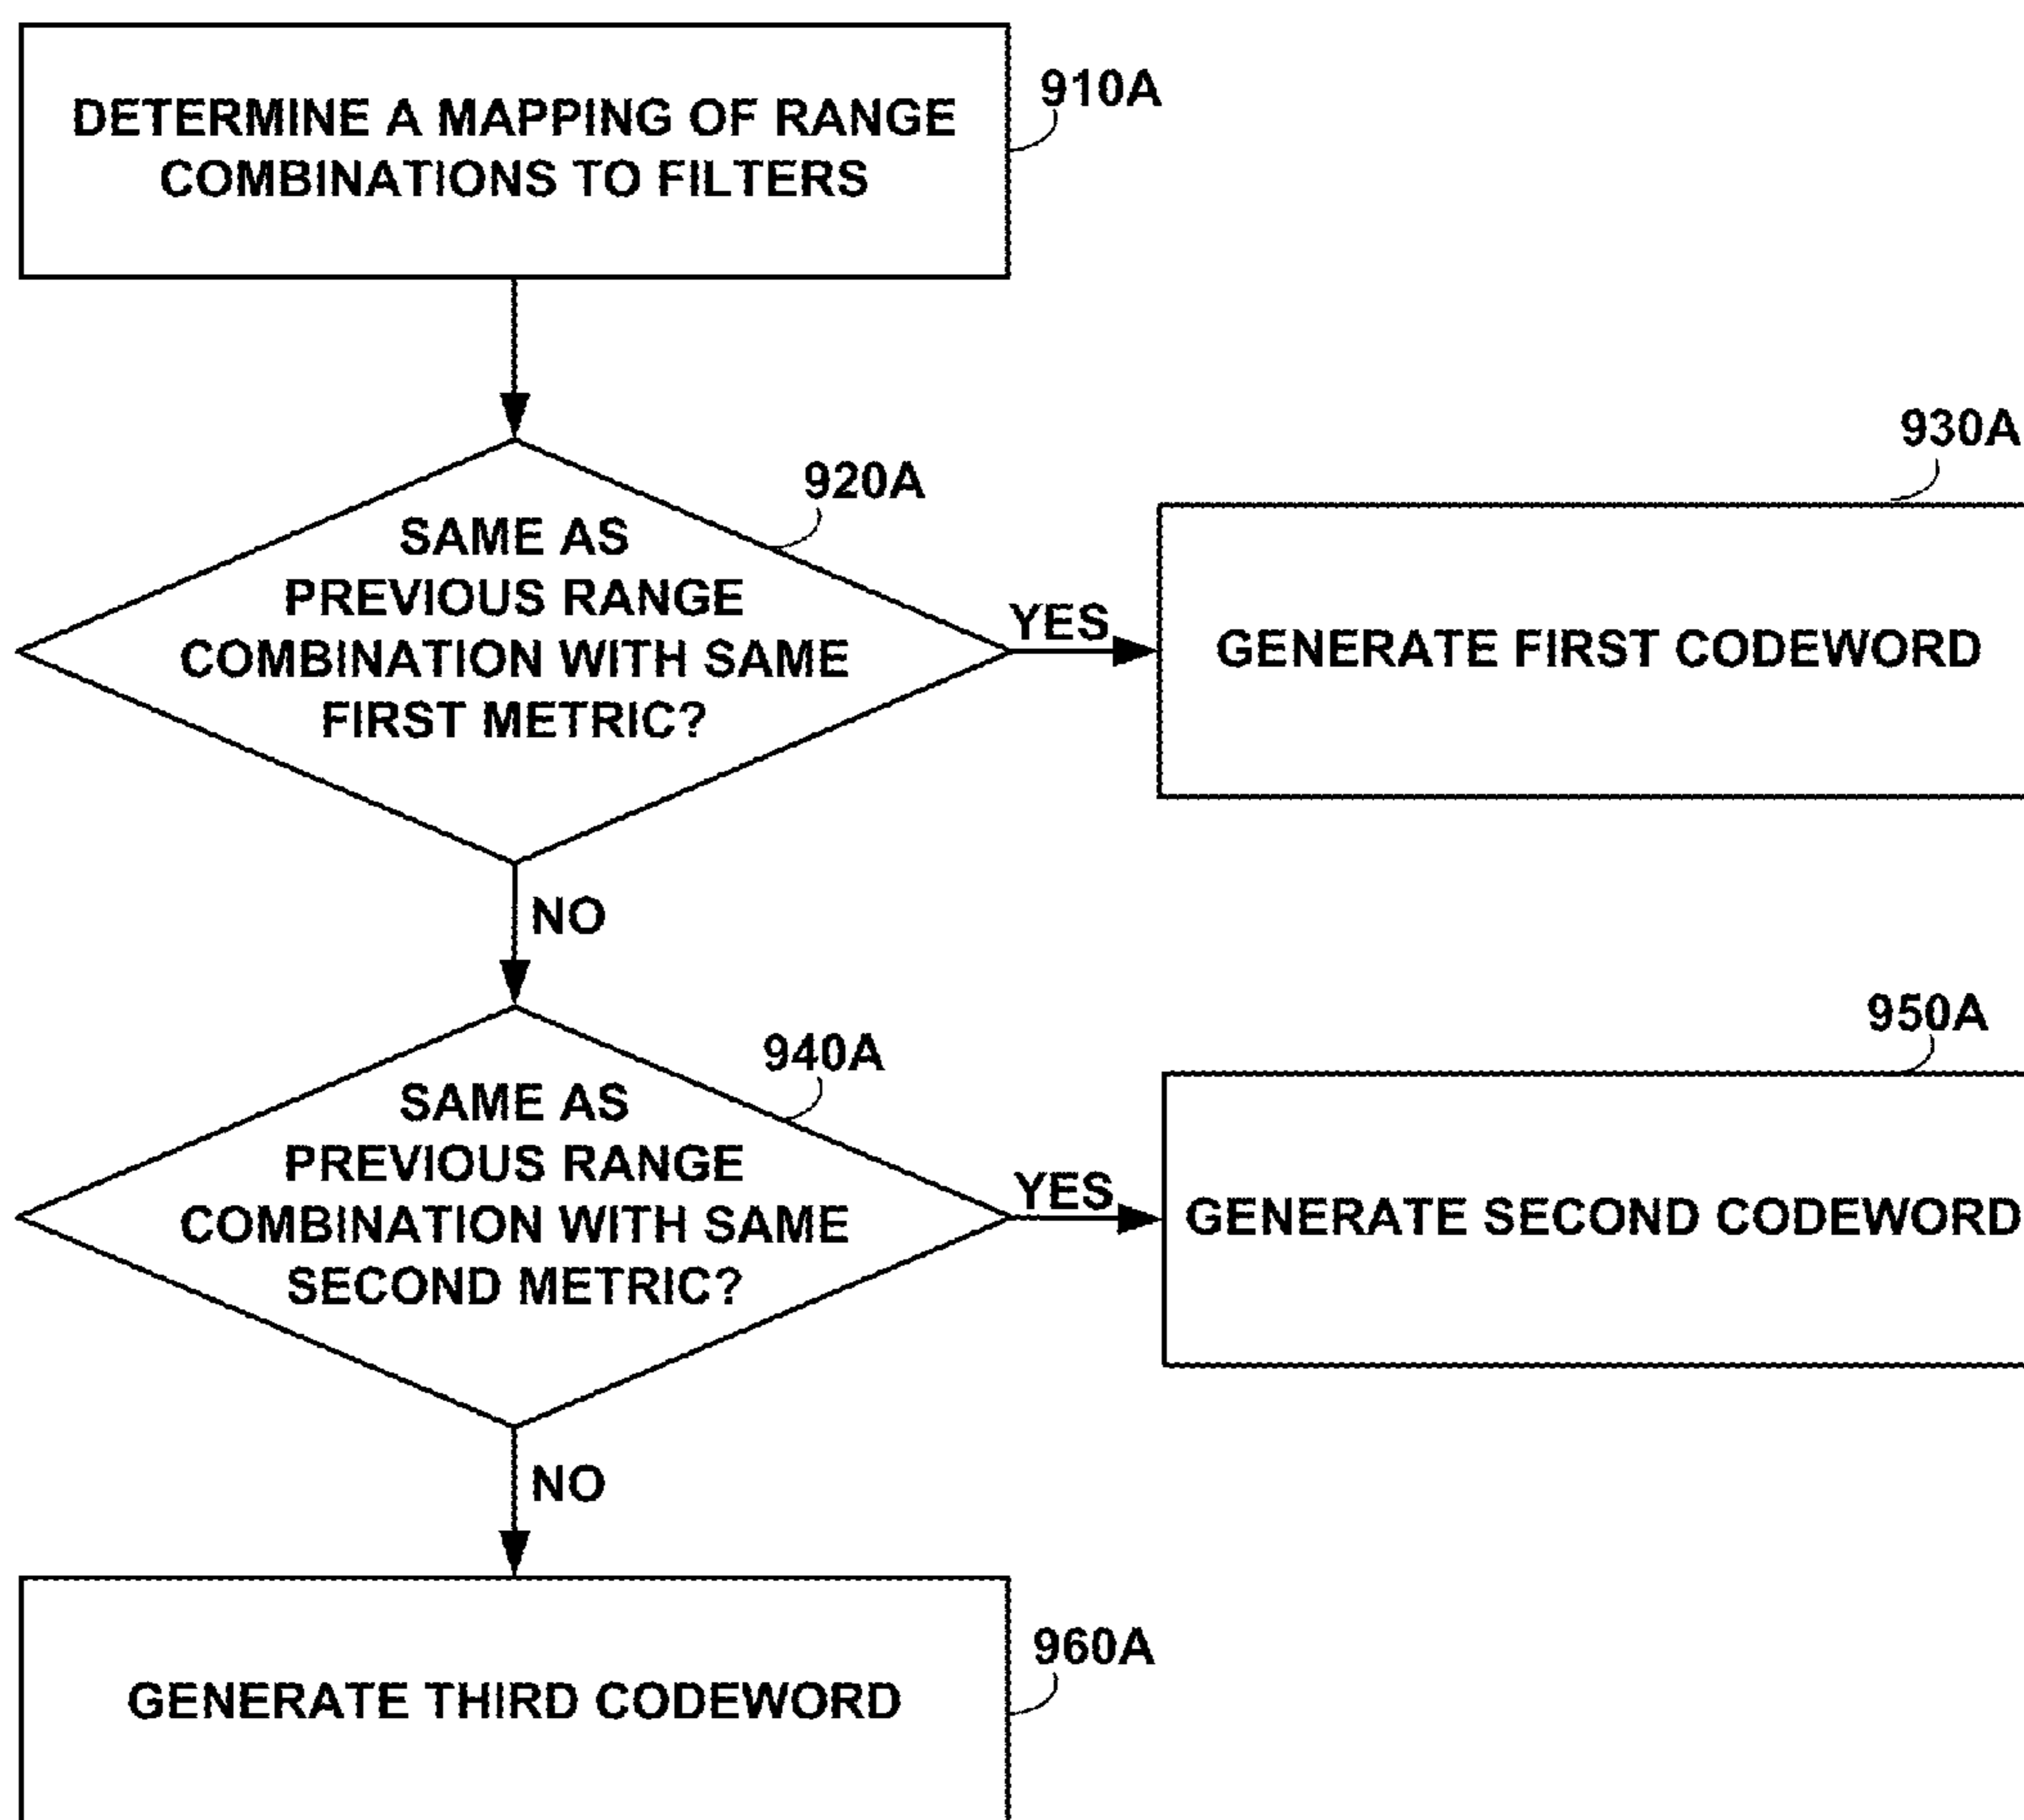 910A
DETERMINE A MAPPING OF RANGE
COMBINATIONS TO FILTERS
920A
SAME AS
PREVIOUS RANGE
COMBINATION WITH SAME
FIRST METRIC?
YES
930A
GENERATE FIRST CODEWORD
NO
940A
SAME AS
PREVIOUS RANGE
COMBINATION WITH SAME
SECOND METRIC?
YES
950A
GENERATE SECOND CODEWORD
NO
960A
GENERATE THIRD CODEWORD